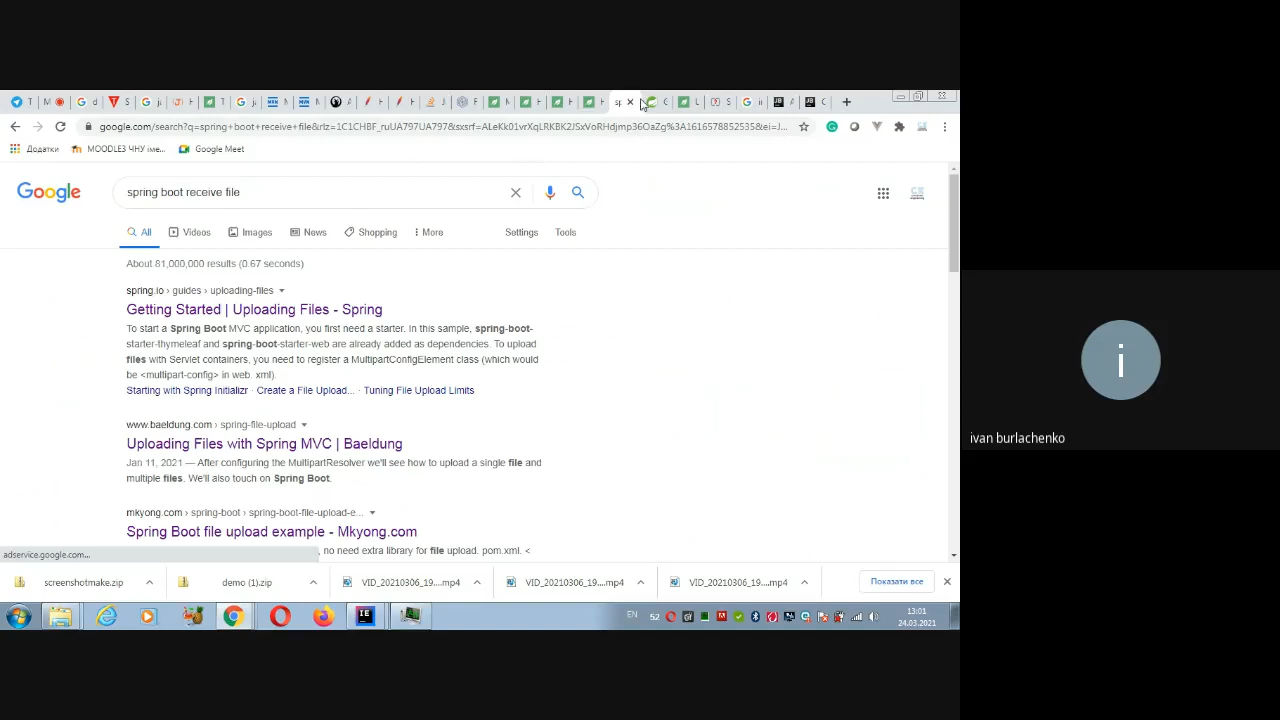 google.com/search?q=spring+boot+receive+file&rlz=1C1CHBF_ruUA797UA797&sxsrf=ALeKk01vrXqLRKBK2JSxVoRHdjmp36OaZg%3A1616578852535&ei=J...
Додатки MOODLE3 ЧНУ іме... Google Meet
Google spring boot receive file
All Videos Images News Shopping More Settings Tools
About 81,000,000 results (0.67 seconds)
spring.io › guides › uploading-files
Getting Started | Uploading Files - Spring
To start a Spring Boot MVC application, you first need a starter. In this sample, spring-boot-
starter-thymeleaf and spring-boot-starter-web are already added as dependencies. To upload
files with Servlet containers, you need to register a MultipartConfigElement class (which would
be <multipart-config> in web. xml).
Starting with Spring Initializr · Create a File Upload... · Tuning File Upload Limits
www.baeldung.com › spring-file-upload
Uploading Files with Spring MVC | Baeldung
Jan 11, 2021 — After configuring the MultipartResolver we'll see how to upload a single file and
multiple files. We'll also touch on Spring Boot.
mkyong.com › spring-boot › spring-boot-file-upload-e...
Spring Boot file upload example - Mkyong.com
, no need extra library for file upload. pom.xml. <
adservice.google.com...
screenshotmake.zip demo (1).zip VID_20210306_19....mp4 VID_20210306_19....mp4 VID_20210306_19....mp4 Показати все
EN 52 13:01
24.03.2021
i
ivan burlachenko